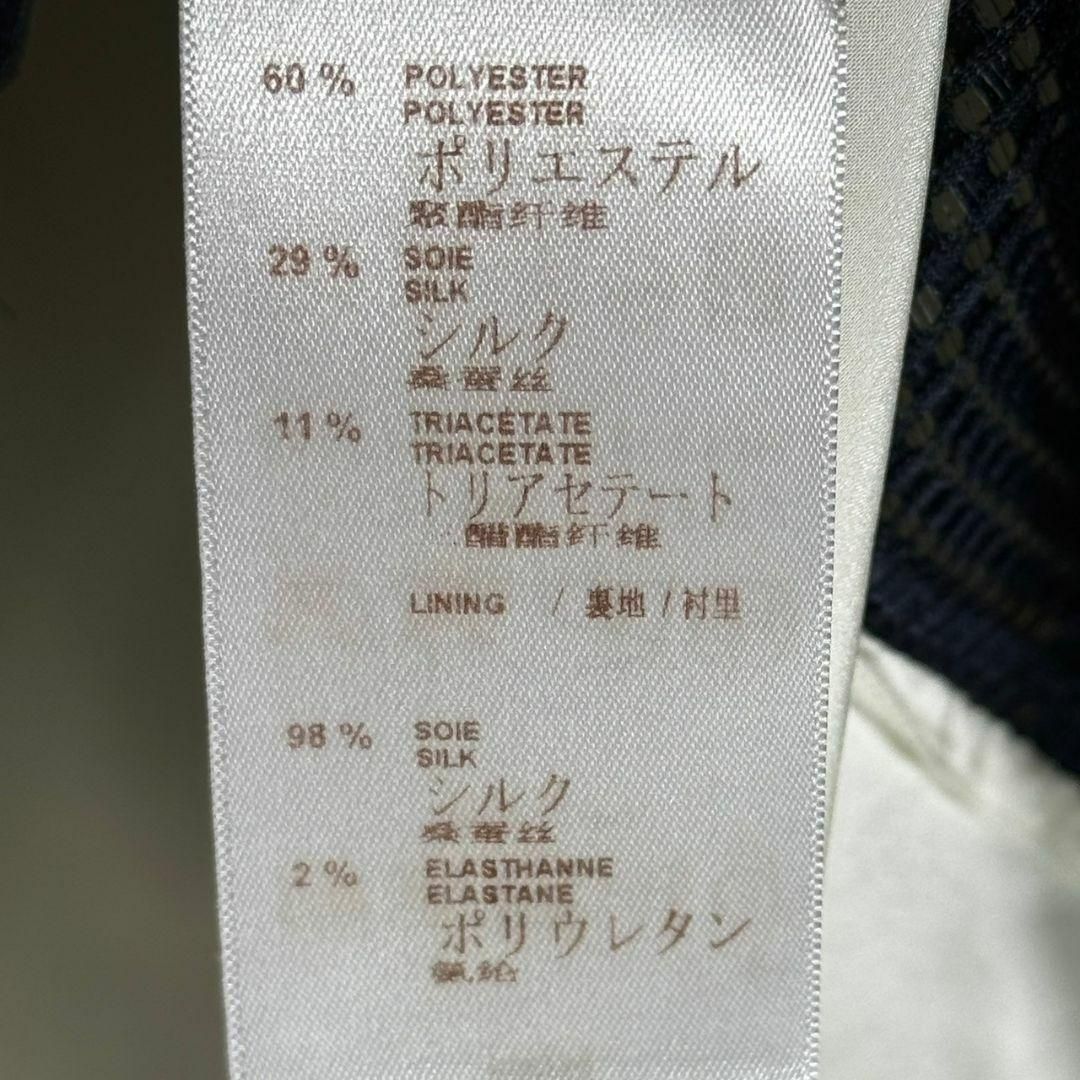 60 % POLYESTER
POLYESTER
ポリエステル
聚酯纤维
29 % SOIE
SILK
シルク
桑蚕丝
11 % TRIACÉTATE
TRIACETATE
トリアセテート
醋酯纤维
LINING / 裏地 / 衬里
98 % SOIE
SILK
シルク
桑蚕丝
2 % ELASTHANNE
ELASTANE
ポリウレタン
氨纶